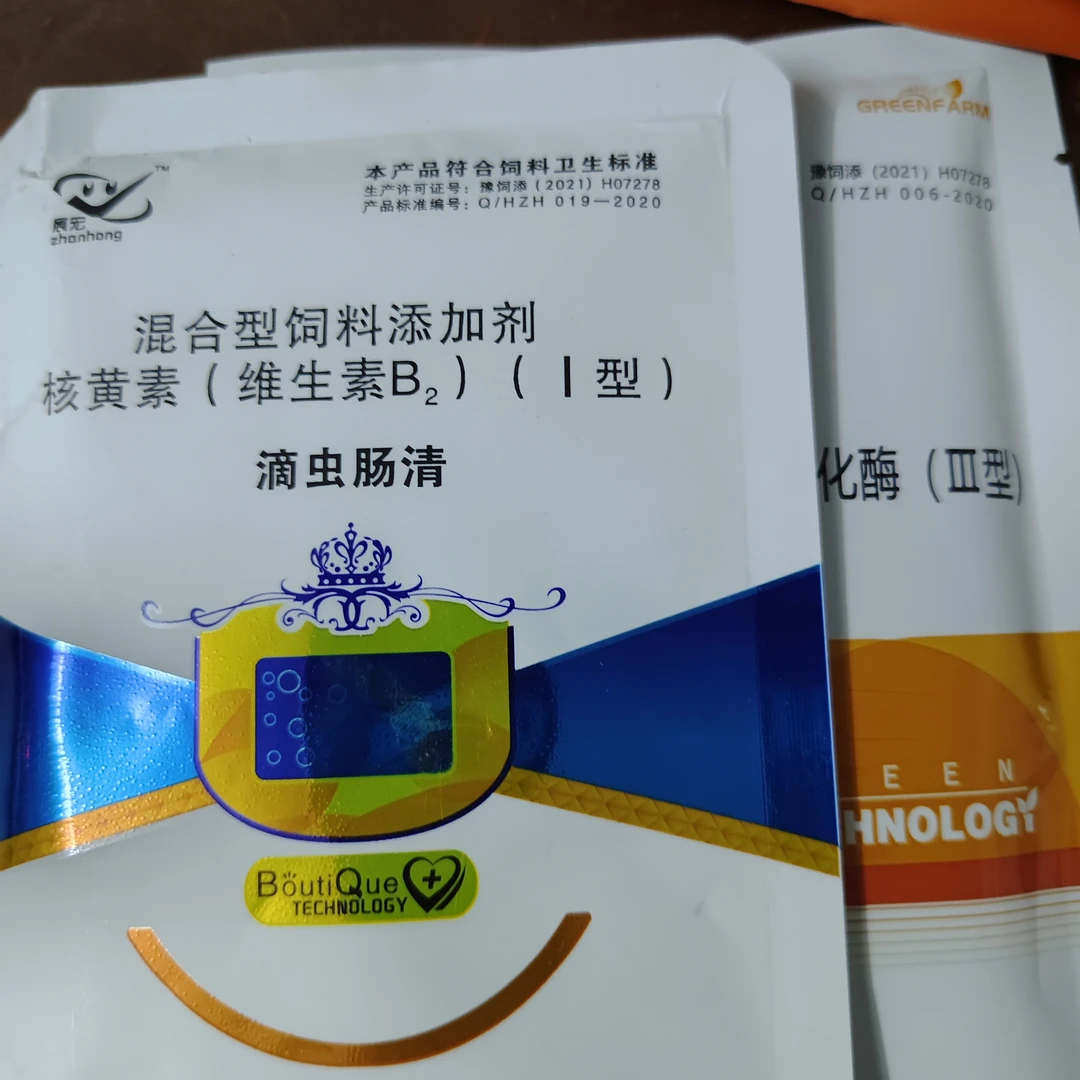 展宏
zhanhong
TM
本产品符合饲料卫生标准
生产许可证号：豫饲添（2021）H07278
产品标准编号：Q/HZH 019—2020
混合型饲料添加剂
核黄素（维生素B₂）（Ⅰ型）
滴虫肠清
BoutiQue
TECHNOLOGY
GREENFARM
豫饲添（2021）H07278
Q/HZH 006-2020
化酶（Ⅲ型）
EEN
HNOLOGY